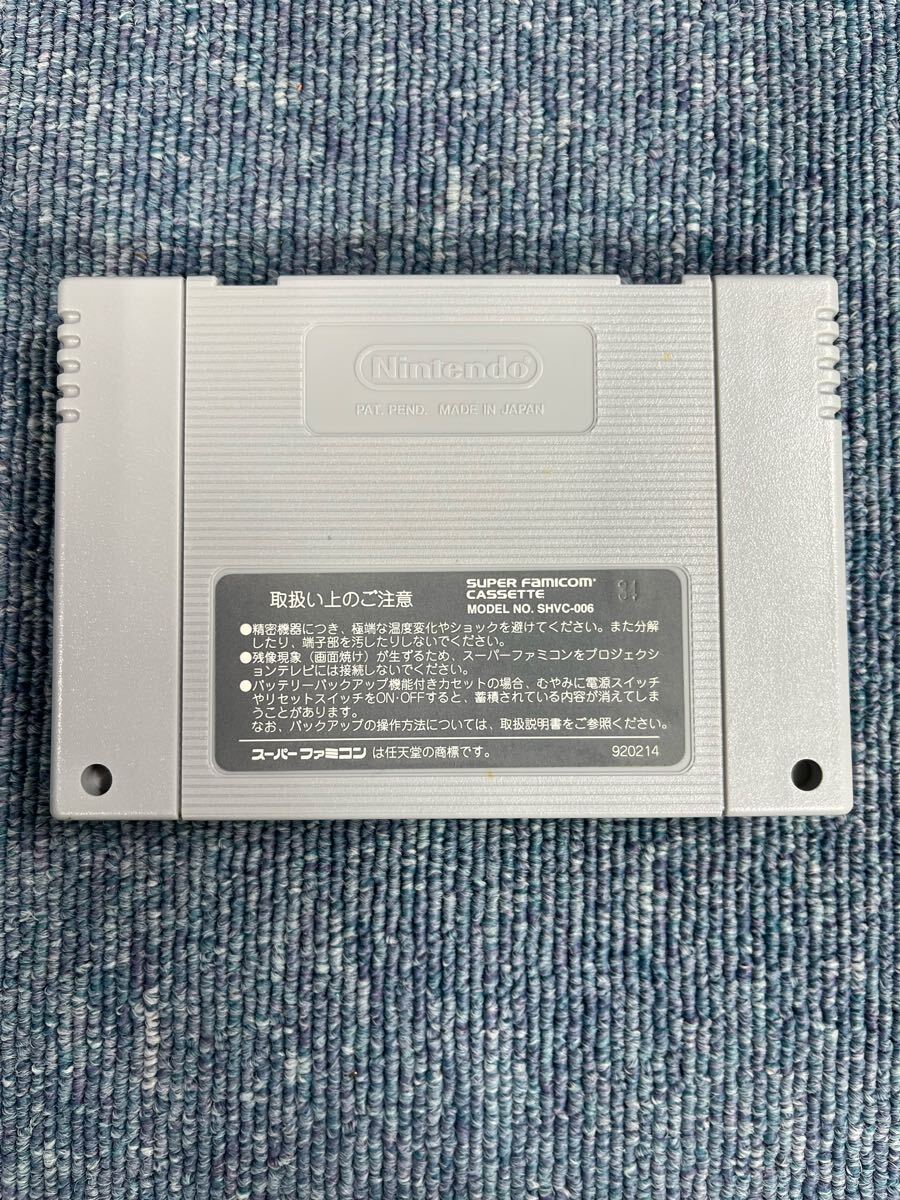 Nintendo®
PAT. PEND. MADE IN JAPAN
取扱い上のご注意
SUPER FAMICOM®
CASSETTE
MODEL NO. SHVC-006
●精密機器につき、極端な温度変化やショックを避けてください。また分解
したり、端子部を汚したりしないでください。
●残像現象（画面焼け）が生ずるため、スーパーファミコンをプロジェクシ
ョンテレビには接続しないでください。
●バッテリーバックアップ機能付きカセットの場合、むやみに電源スイッチ
やリセットスイッチをON・OFFすると、蓄積されている内容が消えてしま
うことがあります。
なお、バックアップの操作方法については、取扱説明書をご参照ください。
スーパーファミコン は任天堂の商標です。
920214